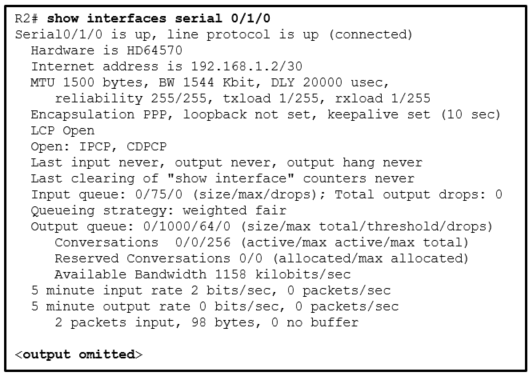 R2# show interfaces serial 0/1/0
Serial0/1/0 is up, line protocol is up (connected)
Hardware is HD64570
Internet address is 192.168.1.2/30
MTU 1500 bytes, BW 1544 Kbit, DLY 20000 usec,
reliability 255/255, txload 1/255, rxload 1/255
Encapsulation PPP, loopback not set, keepalive set (10 sec)
LCP Open
Open: IPCP, CDPCP
Last input never, output never, output hang never
Last clearing of "show interface" counters never
Input queue: 0/75/0 (size/max/drops); Total output drops: 0
Queueing strategy: weighted fair
Output queue: 0/1000/64/0 (size/max total/threshold/drops)
Conversations 0/0/256 (active/max active/max total)
Reserved Conversations 0/0 (allocated/max allocated)
Available Bandwidth 1158 kilobits/sec
5 minute input rate 2 bits/sec, 0 packets/sec
5 minute output rate 0 bits/sec, 0 packets/sec
2 packets input, 98 bytes, 0 no buffer
<output omitted>